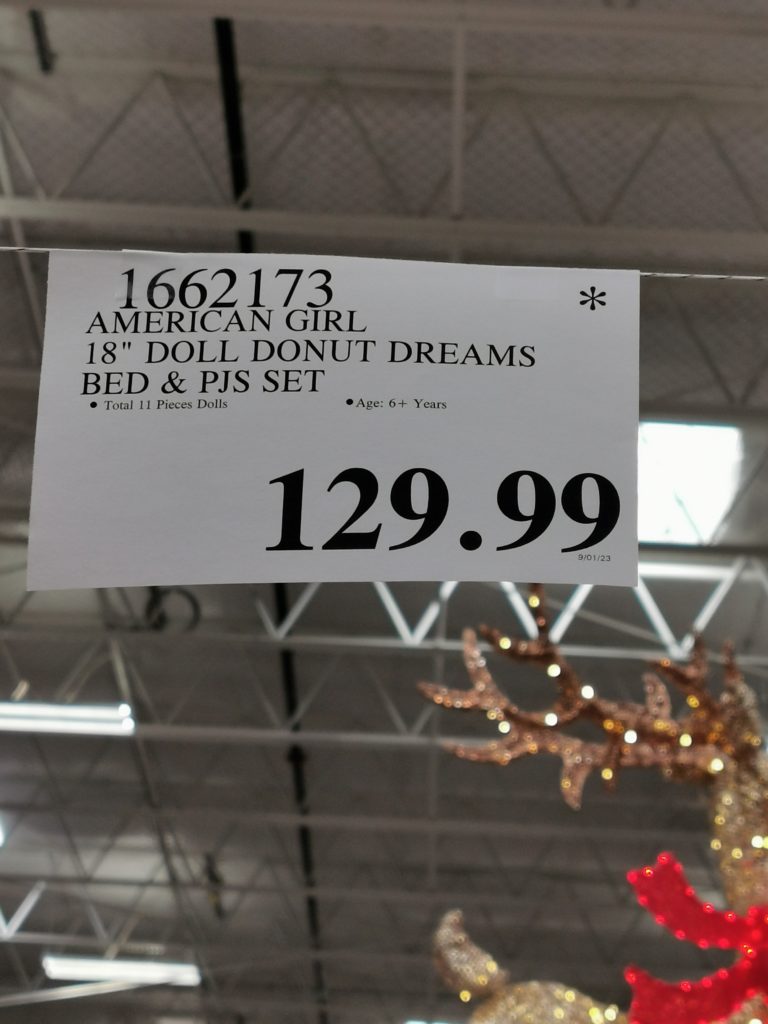 1662173 *
AMERICAN GIRL
18" DOLL DONUT DREAMS
BED & PJS SET
• Total 11 Pieces Dolls • Age: 6+ Years
129.99
9/01/23